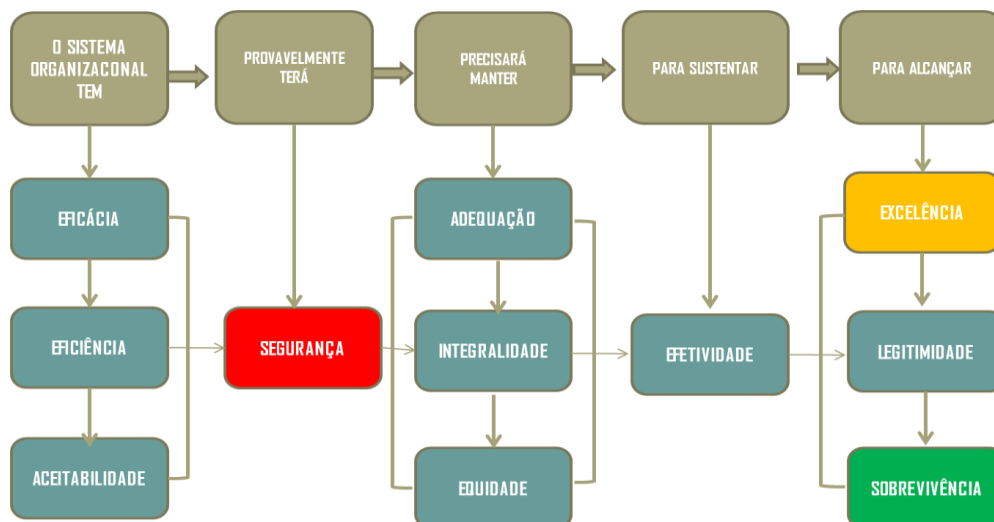 O SISTEMA
ORGANIZACONAL
TEM
PROVAVELMENTE
TERÁ
PRECISARÁ
MANTER
PARA SUSTENTAR
PARA ALCANÇAR
EFICÁCIA
ADEQUAÇÃO
EXCELÊNCIA
EFICIÊNCIA
SEGURANÇA
INTEGRALIDADE
EFETIVIDADE
LEGITIMIDADE
ACEITABILIDADE
EQUIDADE
SOBREVIVÊNCIA